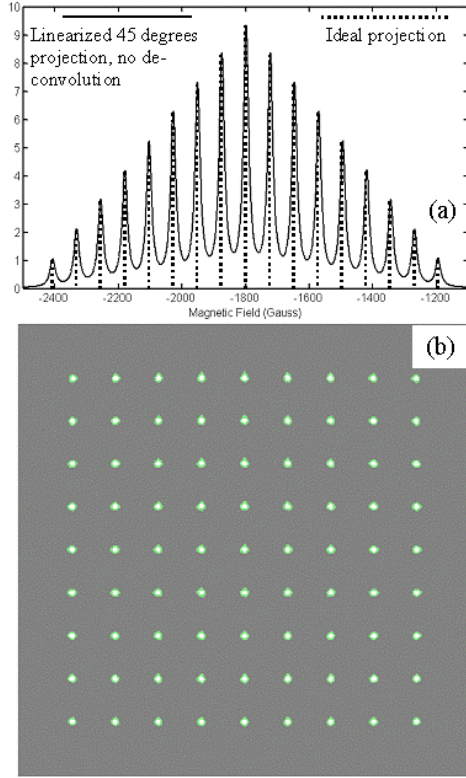 10
Linearized 45 degrees
projection, no de-
convolution
Ideal projection
9
8
7
6
5
4
3
2
1
0
(a)
-2400 -2200 -2000 -1800 -1600 -1400 -1200
Magnetic Field (Gauss)
(b)